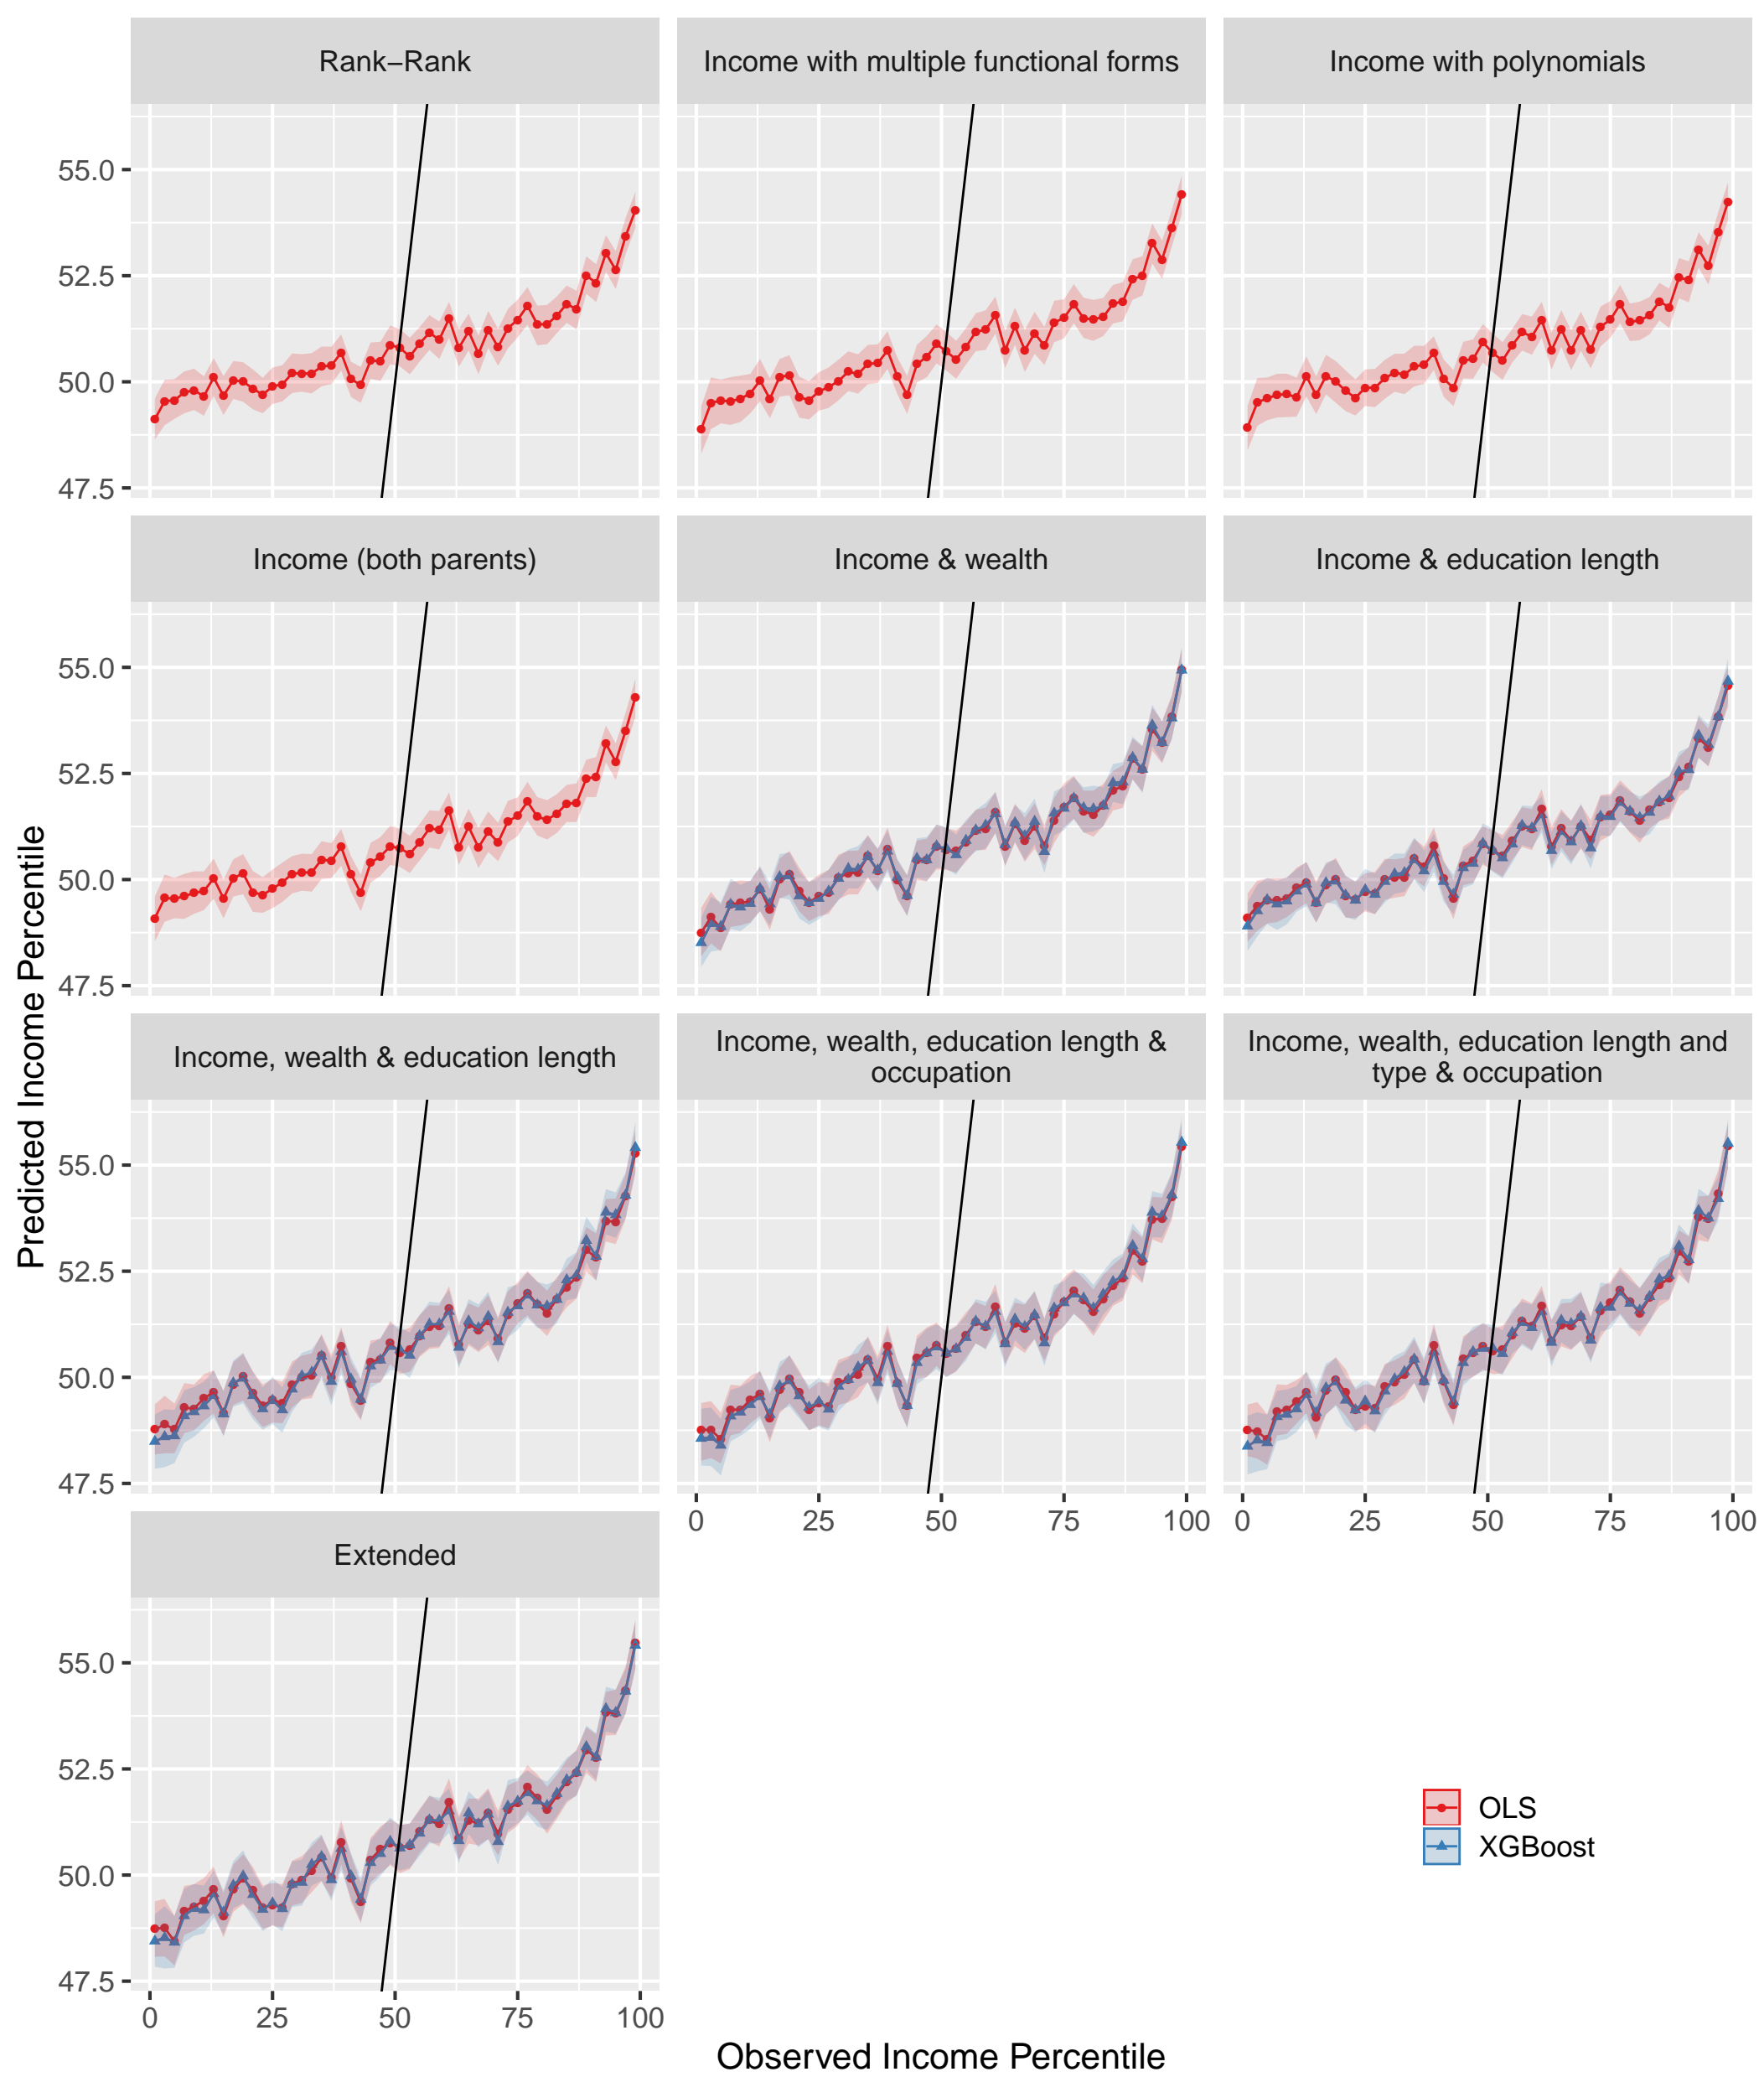 Rank−Rank
Income with multiple functional forms
Income with polynomials
55.0
52.5
50.0
47.5
Income (both parents)
Income & wealth
Income & education length
55.0
52.5
50.0
47.5
Income, wealth & education length
Income, wealth, education length &
occupation
Income, wealth, education length and
type & occupation
55.0
52.5
50.0
47.5
0 25 50 75 100
0 25 50 75 100
Extended
55.0
52.5
50.0
47.5
0 25 50 75 100
Predicted Income Percentile
Observed Income Percentile
OLS
XGBoost